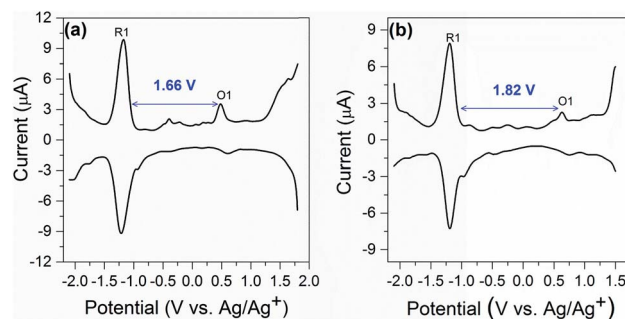 (a)
R1
1.66 V
O1
Current (μA)
12
9
6
3
0
-3
-6
-9
-12
-2.0 -1.5 -1.0 -0.5 0.0 0.5 1.0 1.5 2.0
Potential (V vs. Ag/Ag+)
(b)
R1
1.82 V
O1
Current (μA)
9
6
3
0
-3
-6
-9
-2.0 -1.5 -1.0 -0.5 0.0 0.5 1.0 1.5
Potential (V vs. Ag/Ag+)